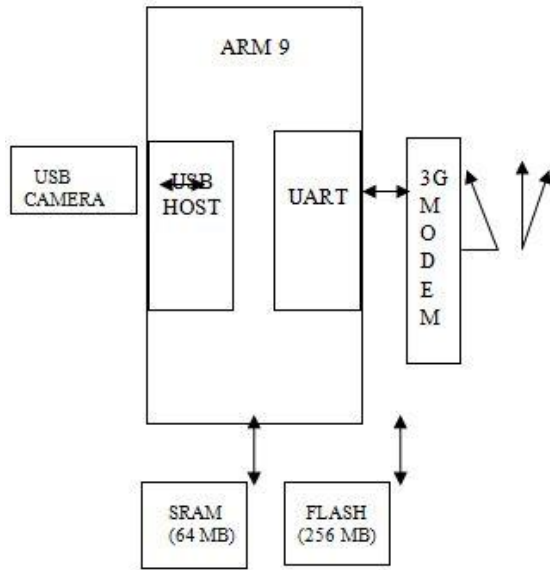 ARM 9
USB
CAMERA
USB
HOST
UART
3G
M
O
D
E
M
SRAM
(64 MB)
FLASH
(256 MB)